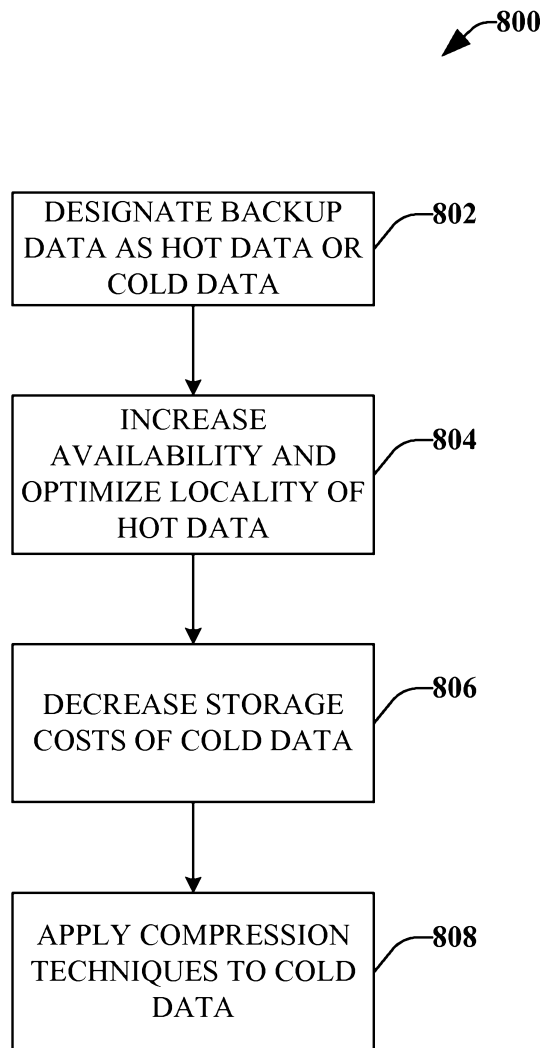 800
DESIGNATE BACKUP
DATA AS HOT DATA OR
COLD DATA
802
INCREASE
AVAILABILITY AND
OPTIMIZE LOCALITY OF
HOT DATA
804
DECREASE STORAGE
COSTS OF COLD DATA
806
APPLY COMPRESSION
TECHNIQUES TO COLD
DATA
808